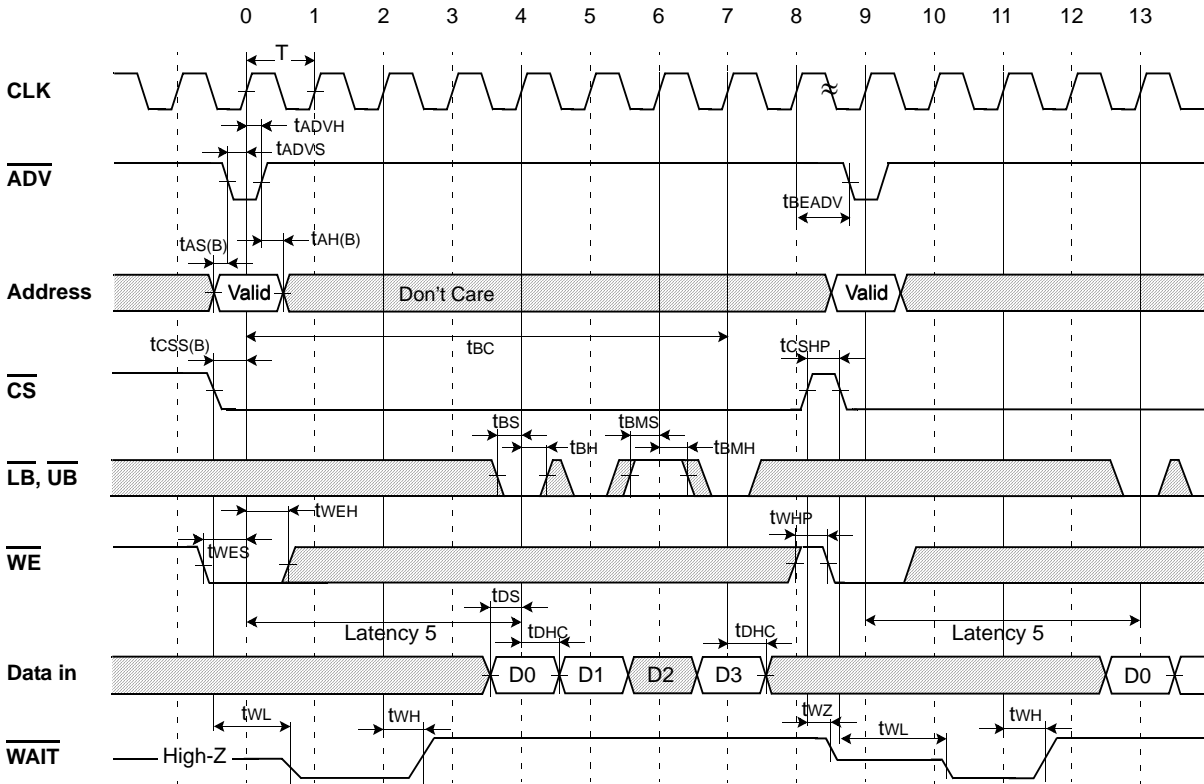 0 1 2 3 4 5 6 7 8 9 10 11 12 13
T
CLK
tADVH
tADVS
ADV
tBEADV
tAS(B) tAH(B)
Address Valid Don't Care Valid
tCSS(B) tBC tCSHP
CS
tBS tBMS
tBH tBMH
LB, UB
tWEH tWHP
tWES
WE
tDS
Latency 5 tDHC tDHC Latency 5
Data in D0 D1 D2 D3 D0
tWL tWH tWZ tWL tWH
WAIT High-Z